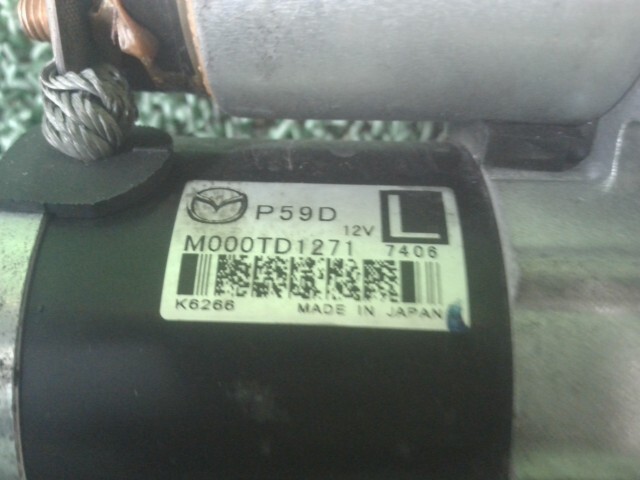 P59D
12V L
M000TD1271 7406
K6266 MADE IN JAPAN